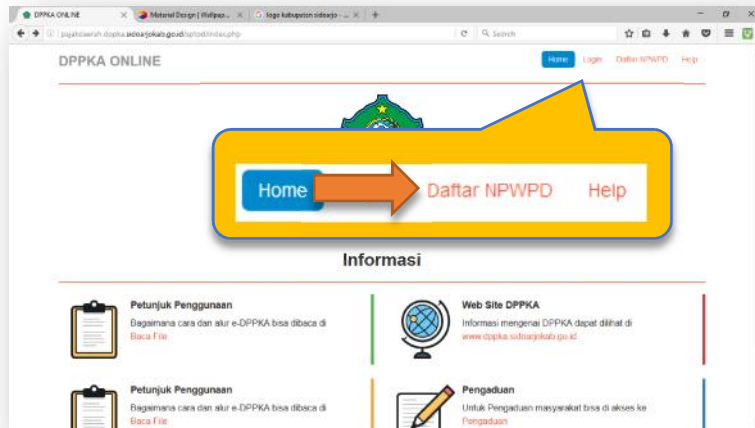 DPPKA ONLINE
Material Design | Wallpap...
logo kabupaten sidoarjo - ...
pajakdaerah.dppka.sidoarjokab.go.id/sptpd/index.php
Search
DPPKA ONLINE
Home Login Daftar NPWPD Help
Home Daftar NPWPD Help
Informasi
Petunjuk Penggunaan
Bagaimana cara dan alur e-DPPKA bisa dibaca di
Baca File
Web Site DPPKA
Informasi mengenai DPPKA dapat dilihat di
www.dppka.sidoarjokab.go.id
Petunjuk Penggunaan
Bagaimana cara dan alur e-DPPKA bisa dibaca di
Baca File
Pengaduan
Untuk Pengaduan masyarakat bisa di akses ke
Pengaduan